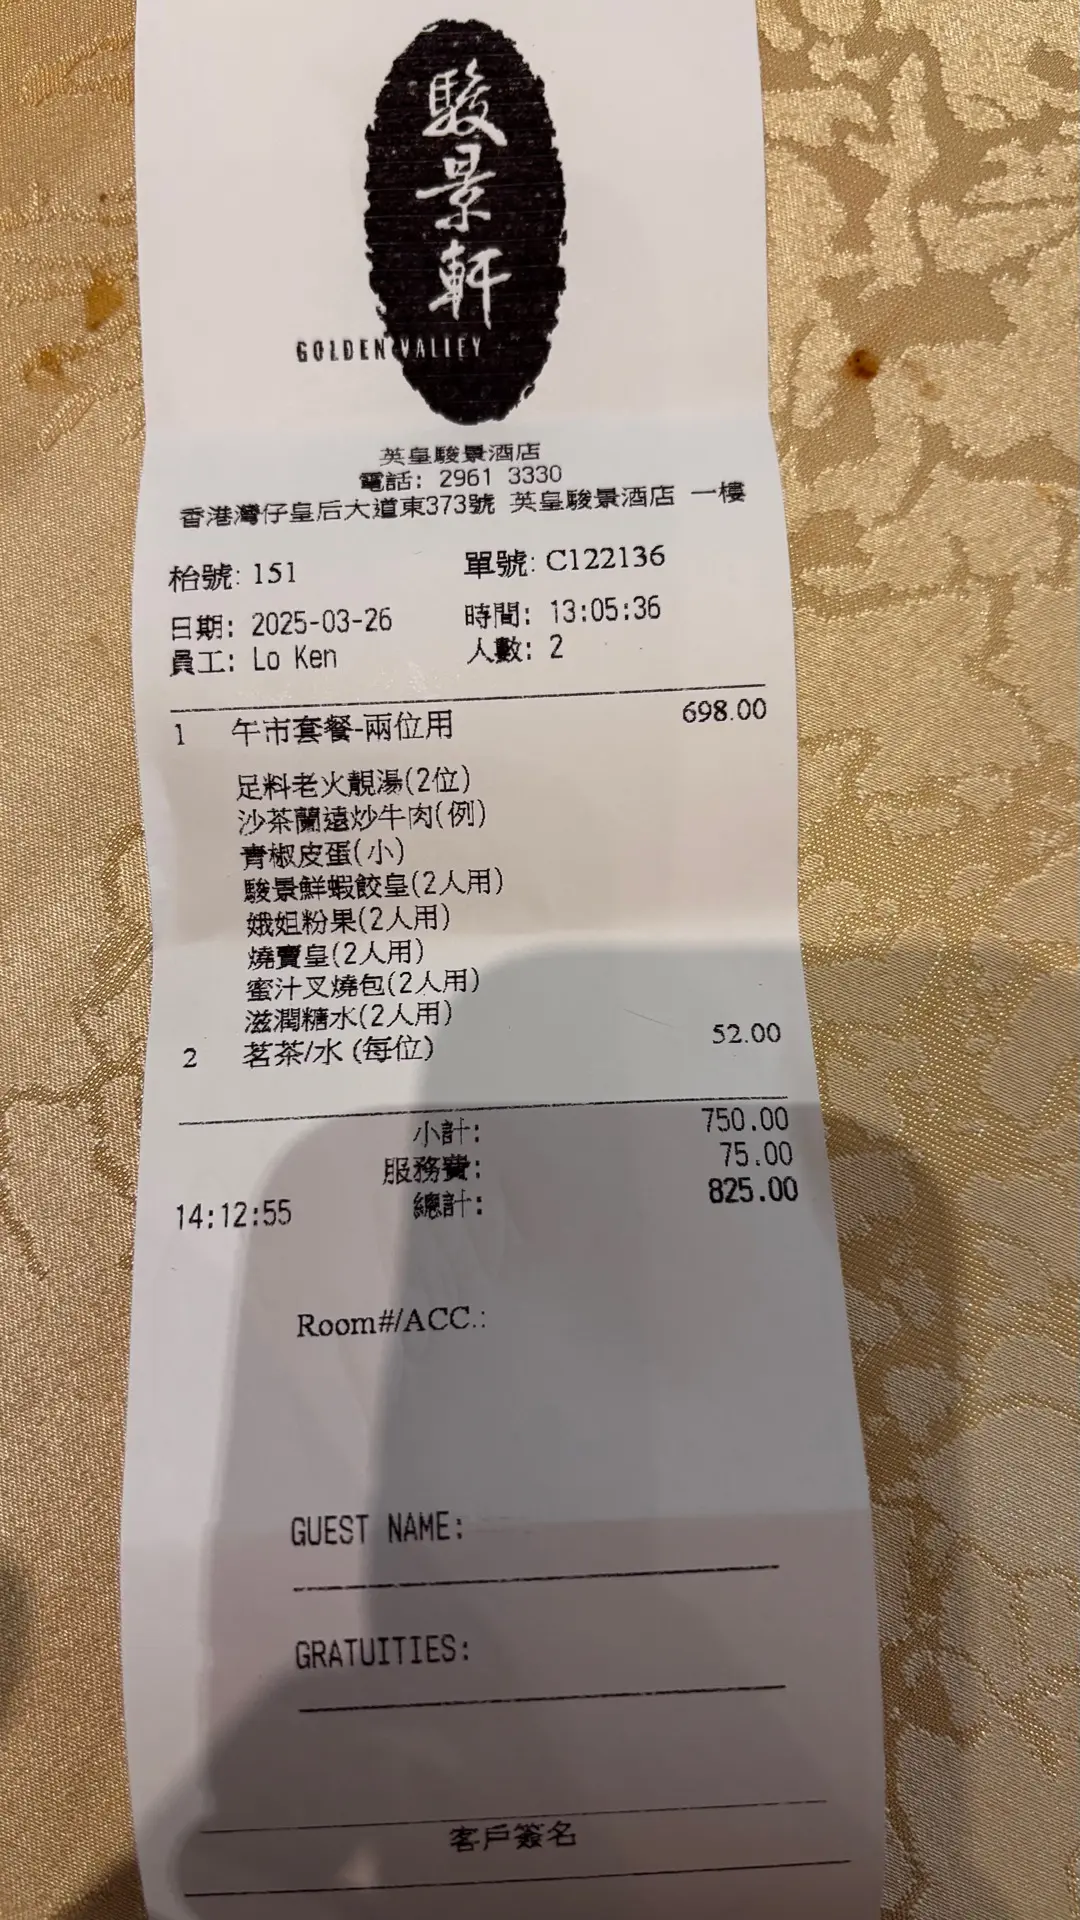 駿景軒
GOLDEN VALLEY
英皇駿景酒店
電話: 2961 3330
香港灣仔皇后大道東373號 英皇駿景酒店 一樓
枱號: 151 單號: C122136
日期: 2025-03-26 時間: 13:05:36
員工: Lo Ken 人數: 2
1 午市套餐-兩位用 698.00
足料老火靚湯(2位)
沙茶蘭遠炒牛肉(例)
青椒皮蛋(小)
駿景鮮蝦餃皇(2人用)
娥姐粉果(2人用)
燒賣皇(2人用)
蜜汁叉燒包(2人用)
滋潤糖水(2人用)
2 茗茶/水 (每位) 52.00
小計: 750.00
服務費: 75.00
14:12:55 總計: 825.00
Room#/ACC.:
GUEST NAME:
GRATUITIES:
客戶簽名